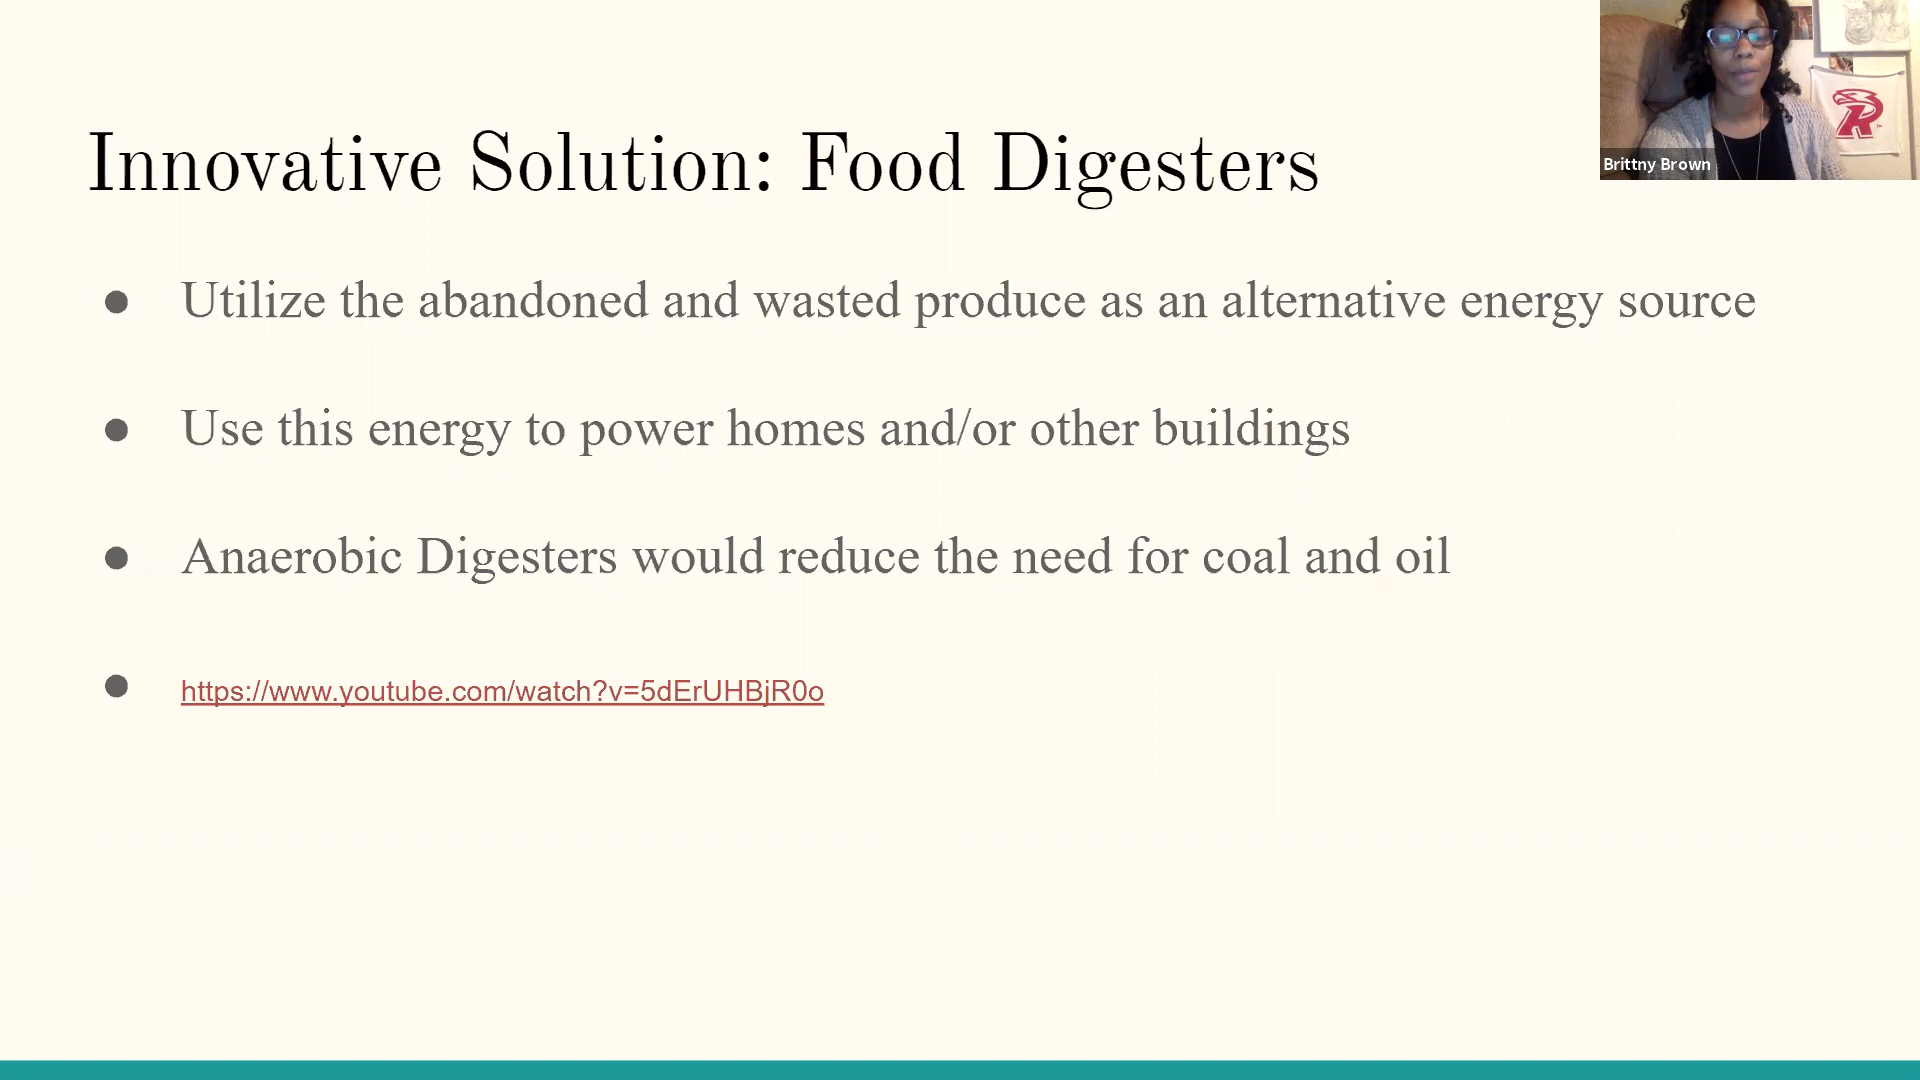 Innovative Solution: Food Digesters
● Utilize the abandoned and wasted produce as an alternative energy source
● Use this energy to power homes and/or other buildings
● Anaerobic Digesters would reduce the need for coal and oil
● https://www.youtube.com/watch?v=5dErUHBjR0o
R
Brittny Brown